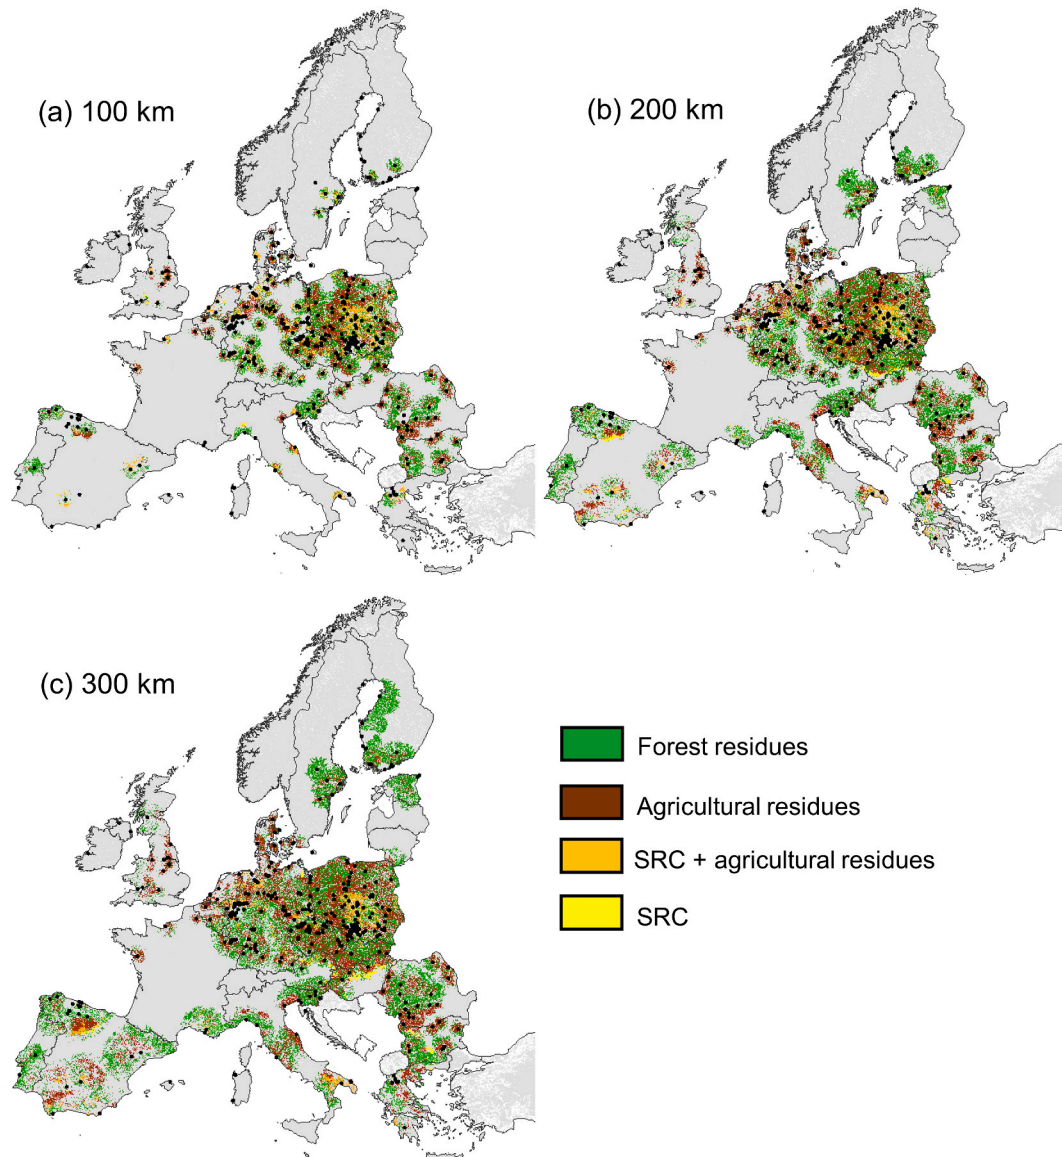 (a) 100 km
(b) 200 km
(c) 300 km
Forest residues
Agricultural residues
SRC + agricultural residues
SRC